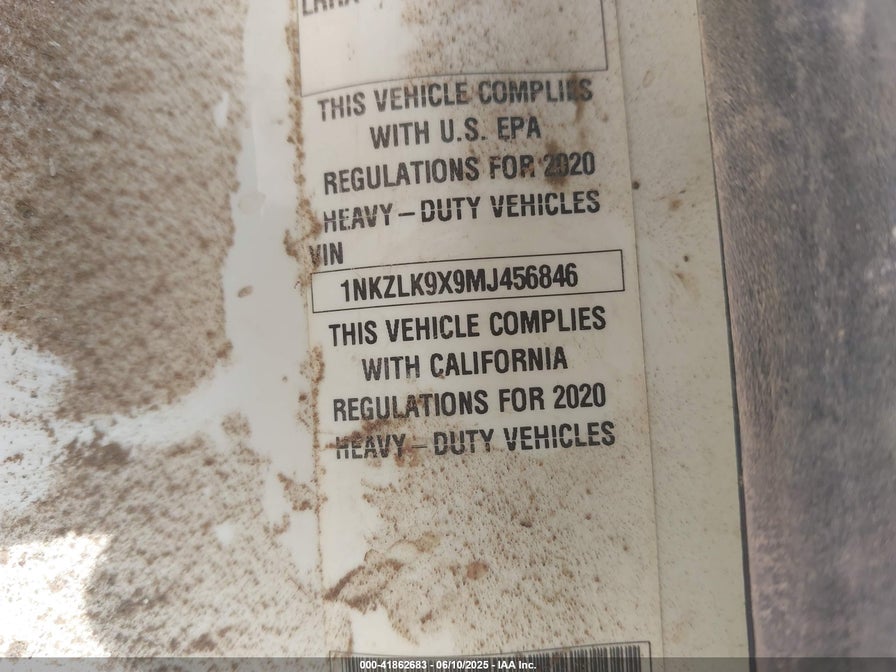 THIS VEHICLE COMPLIES
WITH U.S. EPA
REGULATIONS FOR 2020
HEAVY-DUTY VEHICLES
VIN
1NKZLK9X9MJ456846
THIS VEHICLE COMPLIES
WITH CALIFORNIA
REGULATIONS FOR 2020
HEAVY-DUTY VEHICLES
000-41862683 - 06/10/2025 - IAA Inc.